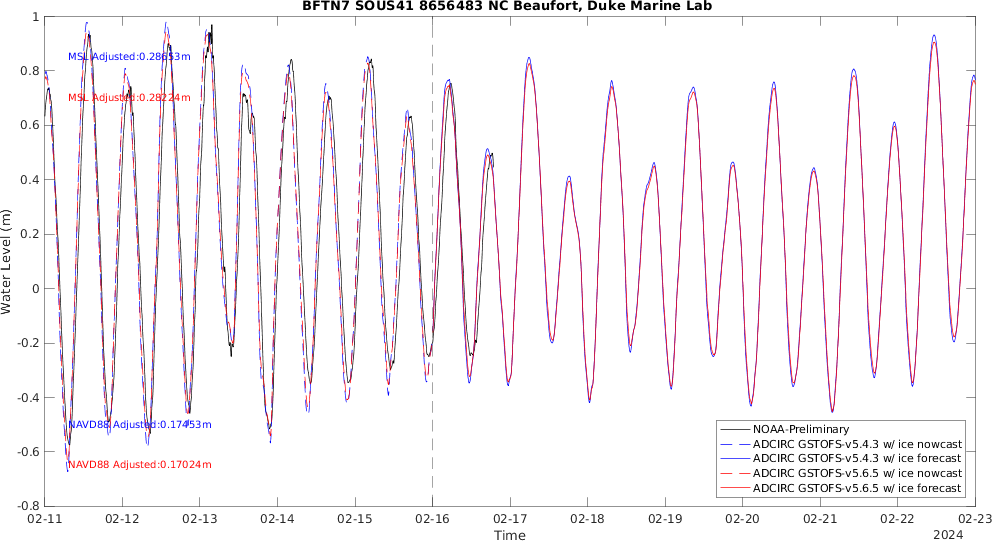 BFTN7 SOUS41 8656483 NC Beaufort, Duke Marine Lab
1
0.8
0.6
0.4
0.2
0
-0.2
-0.4
-0.6
-0.8
Water Level (m)
MSL Adjusted:0.28653m
MSL Adjusted:0.28224m
NAVD88 Adjusted:0.17453m
NAVD88 Adjusted:0.17024m
NOAA-Preliminary
ADCIRC GSTOFS-v5.4.3 w/ ice nowcast
ADCIRC GSTOFS-v5.4.3 w/ ice forecast
ADCIRC GSTOFS-v5.6.5 w/ ice nowcast
ADCIRC GSTOFS-v5.6.5 w/ ice forecast
02-11 02-12 02-13 02-14 02-15 02-16 02-17 02-18 02-19 02-20 02-21 02-22 02-23
Time
2024